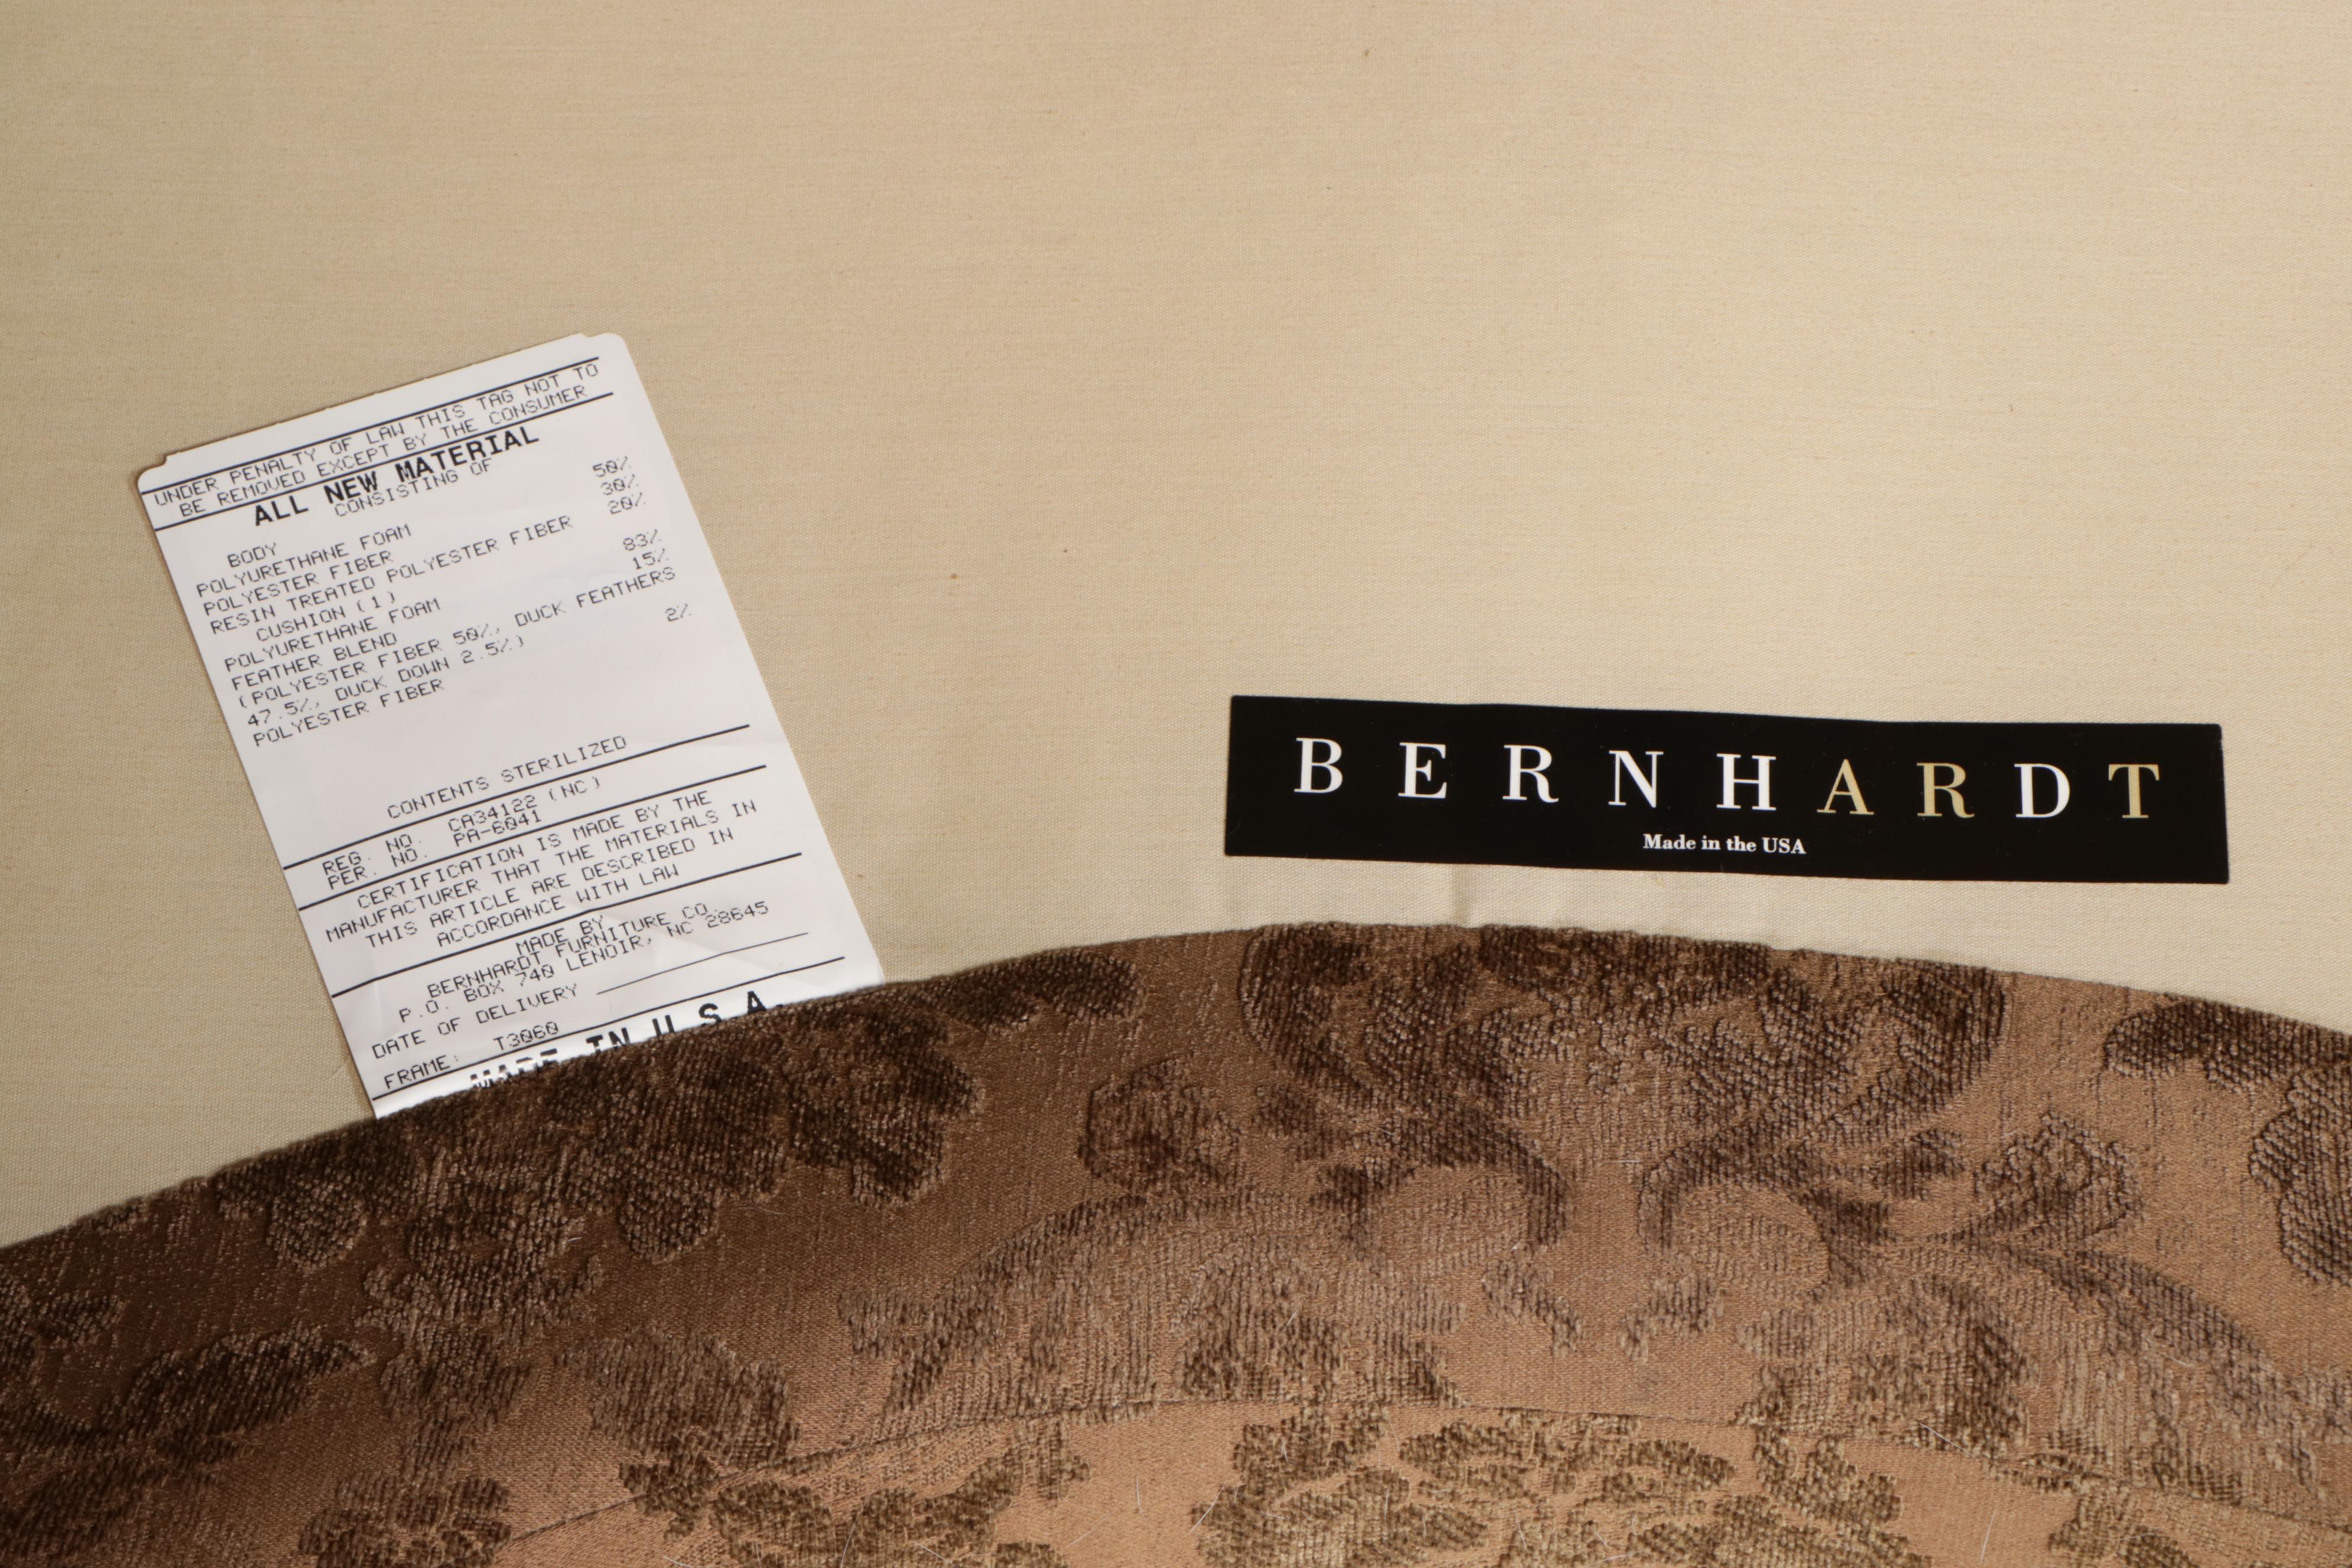 UNDER PENALTY OF LAW THIS TAG NOT TO
BE REMOVED EXCEPT BY THE CONSUMER
ALL NEW MATERIAL
CONSISTING OF
BODY
POLYURETHANE FOAM 50%
POLYESTER FIBER 30%
RESIN TREATED POLYESTER FIBER 20%
CUSHION (1)
POLYURETHANE FOAM 83%
FEATHER BLEND 15%
(POLYESTER FIBER 50%, DUCK FEATHERS
47.5%, DUCK DOWN 2.5%)
POLYESTER FIBER 2%
CONTENTS STERILIZED
REG. NO. CA34122 (NC)
PER. NO. PA-6041
CERTIFICATION IS MADE BY THE
MANUFACTURER THAT THE MATERIALS IN
THIS ARTICLE ARE DESCRIBED IN
ACCORDANCE WITH LAW
MADE BY
BERNHARDT FURNITURE CO.
P.O. BOX 740 LENOIR, NC 28645
DATE OF DELIVERY
FRAME: T3060
MADE IN U.S.A.
BERNHARDT
Made in the USA